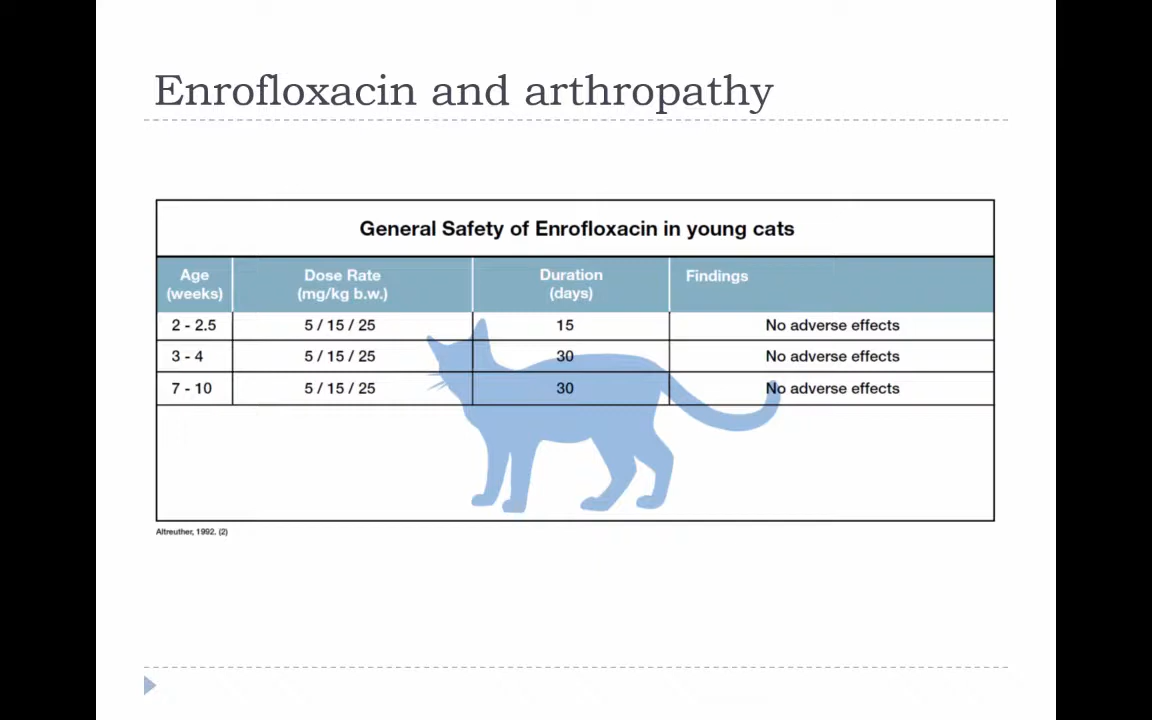 Enrofloxacin and arthropathy
General Safety of Enrofloxacin in young cats
Age (weeks) Dose Rate (mg/kg b.w.) Duration (days) Findings
2 - 2.5 5 / 15 / 25 15 No adverse effects
3 - 4 5 / 15 / 25 30 No adverse effects
7 - 10 5 / 15 / 25 30 No adverse effects
Altreuther, 1992. (2)